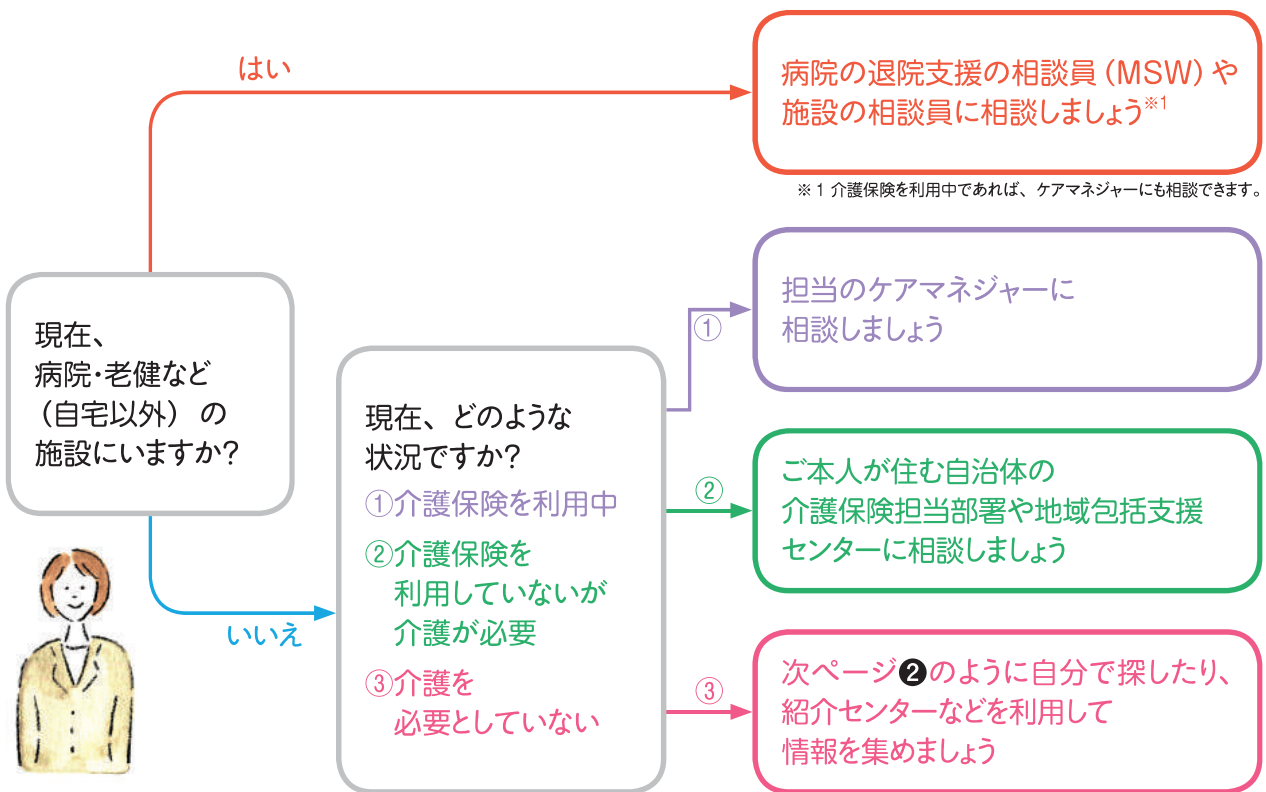 はい
病院の退院支援の相談員（MSW）や
施設の相談員に相談しましょう※1
※1 介護保険を利用中であれば、ケアマネジャーにも相談できます。
現在、
病院・老健など
（自宅以外）の
施設にいますか？
いいえ
現在、どのような
状況ですか？
①介護保険を利用中
②介護保険を
利用していないが
介護が必要
③介護を
必要としていない
①
担当のケアマネジャーに
相談しましょう
②
ご本人が住む自治体の
介護保険担当部署や地域包括支援
センターに相談しましょう
③
次ページ❷のように自分で探したり、
紹介センターなどを利用して
情報を集めましょう